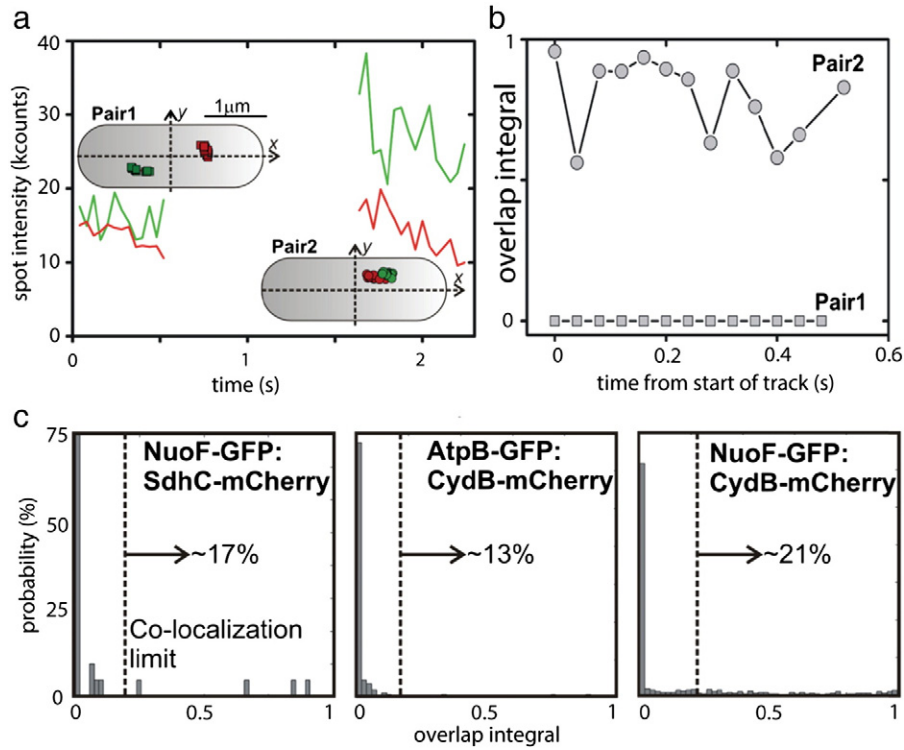 a
40
30
20
10
0
spot intensity (kcounts)
Pair1
y
1μm
x
Pair2
y
x
0
1
2
time (s)
b
1
0
overlap integral
Pair2
Pair1
0
0.2
0.4
0.6
time from start of track (s)
c
75
50
25
0
probability (%)
NuoF-GFP:
SdhC-mCherry
~17%
Co-localization
limit
0
0.5
1
AtpB-GFP:
CydB-mCherry
~13%
0
0.5
1
overlap integral
NuoF-GFP:
CydB-mCherry
~21%
0
0.5
1